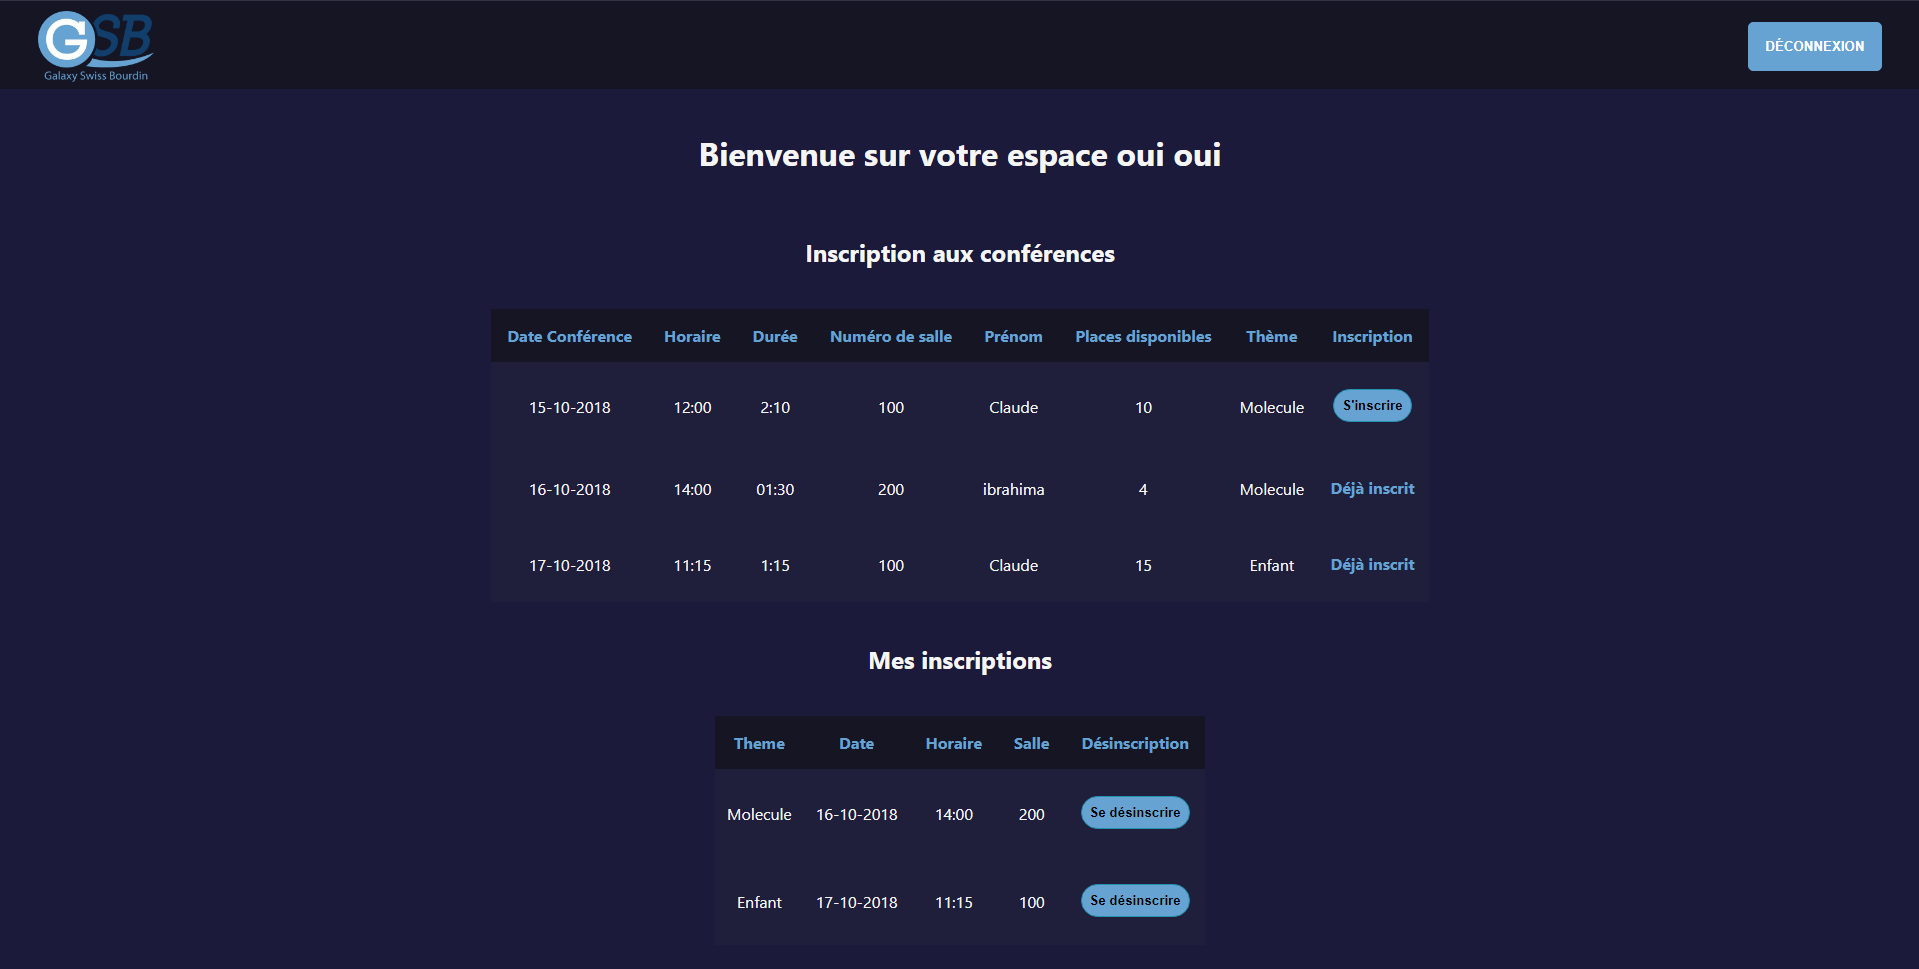 GSB
Galaxy Swiss Bourdin
DÉCONNEXION
Bienvenue sur votre espace oui oui
Inscription aux conférences
Date Conférence Horaire Durée Numéro de salle Prénom Places disponibles Thème Inscription
15-10-2018 12:00 2:10 100 Claude 10 Molecule S'inscrire
16-10-2018 14:00 01:30 200 ibrahima 4 Molecule Déjà inscrit
17-10-2018 11:15 1:15 100 Claude 15 Enfant Déjà inscrit
Mes inscriptions
Theme Date Horaire Salle Désinscription
Molecule 16-10-2018 14:00 200 Se désinscrire
Enfant 17-10-2018 11:15 100 Se désinscrire